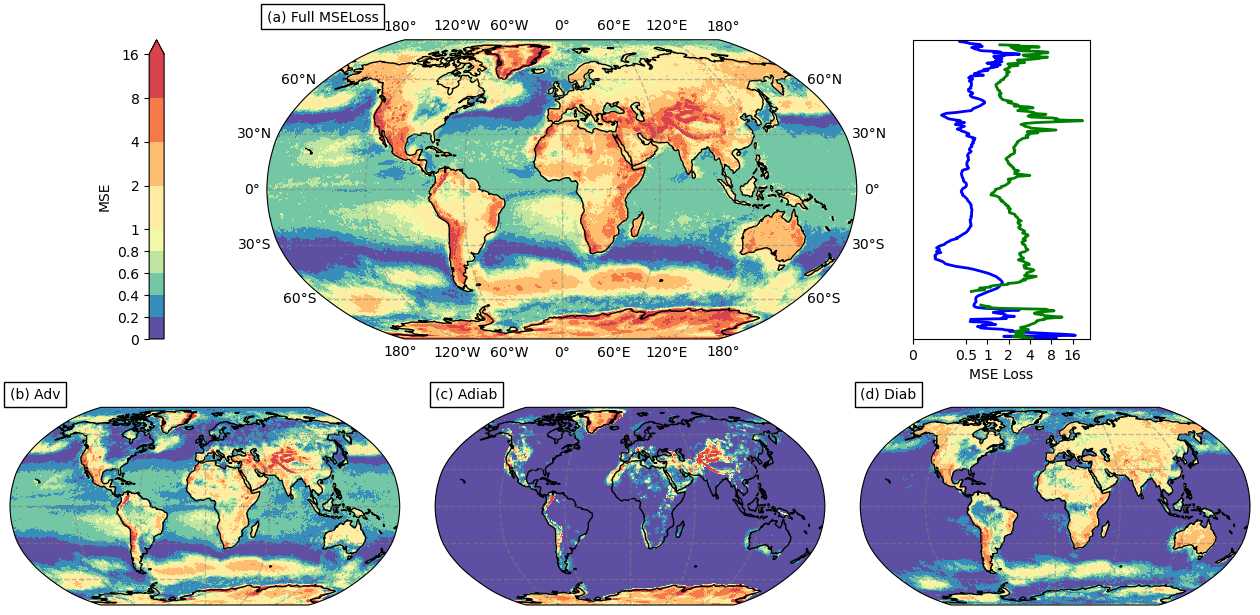 (a) Full MSELoss
180° 120°W 60°W 0° 60°E 120°E 180°
16
8
4
2
1
0.8
0.6
0.4
0.2
0
MSE
60°N 60°N
30°N 30°N
0° 0°
30°S 30°S
60°S 60°S
180° 120°W 60°W 0° 60°E 120°E 180°
0 0.5 1 2 4 8 16
MSE Loss
(b) Adv
(c) Adiab
(d) Diab